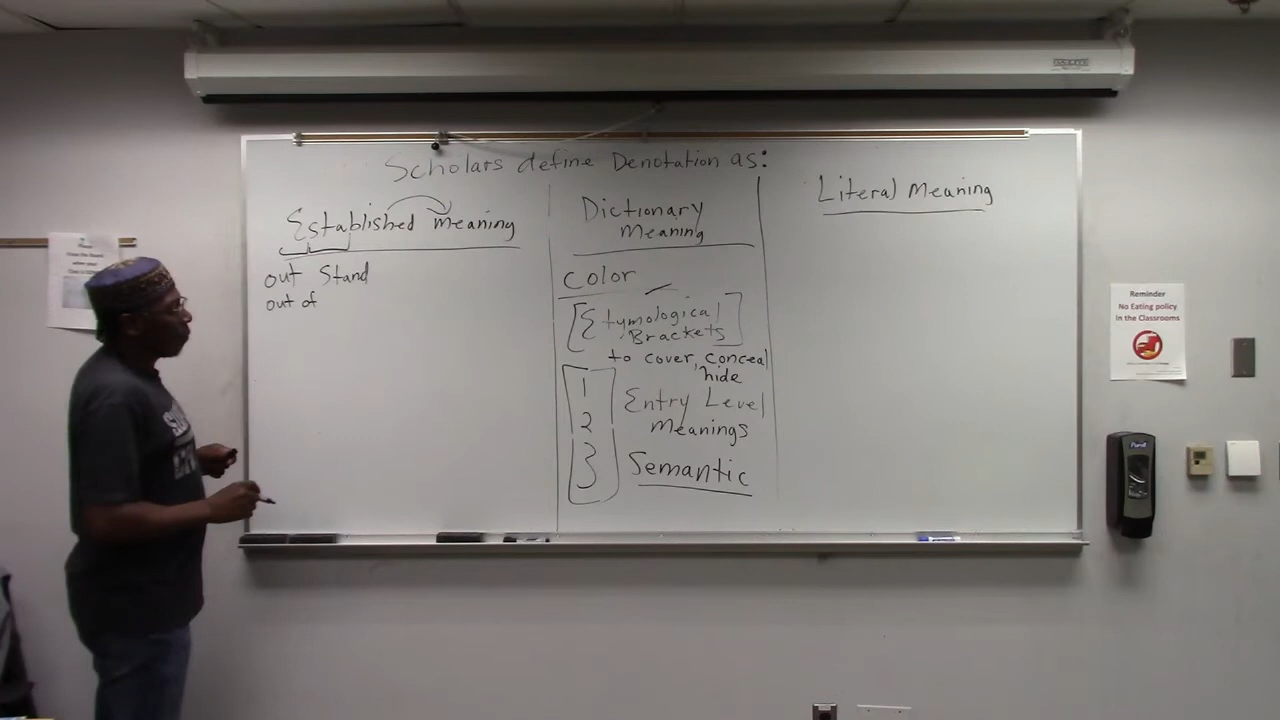 Scholars define Denotation as:
Established meaning
out Stand
out of
Dictionary
Meaning
Color
[Etymological
Brackets]
to cover, conceal
hide
1
2
3
Entry Level
Meanings
Semantic
Literal Meaning
Reminder
No Eating policy
in the Classrooms
Purell